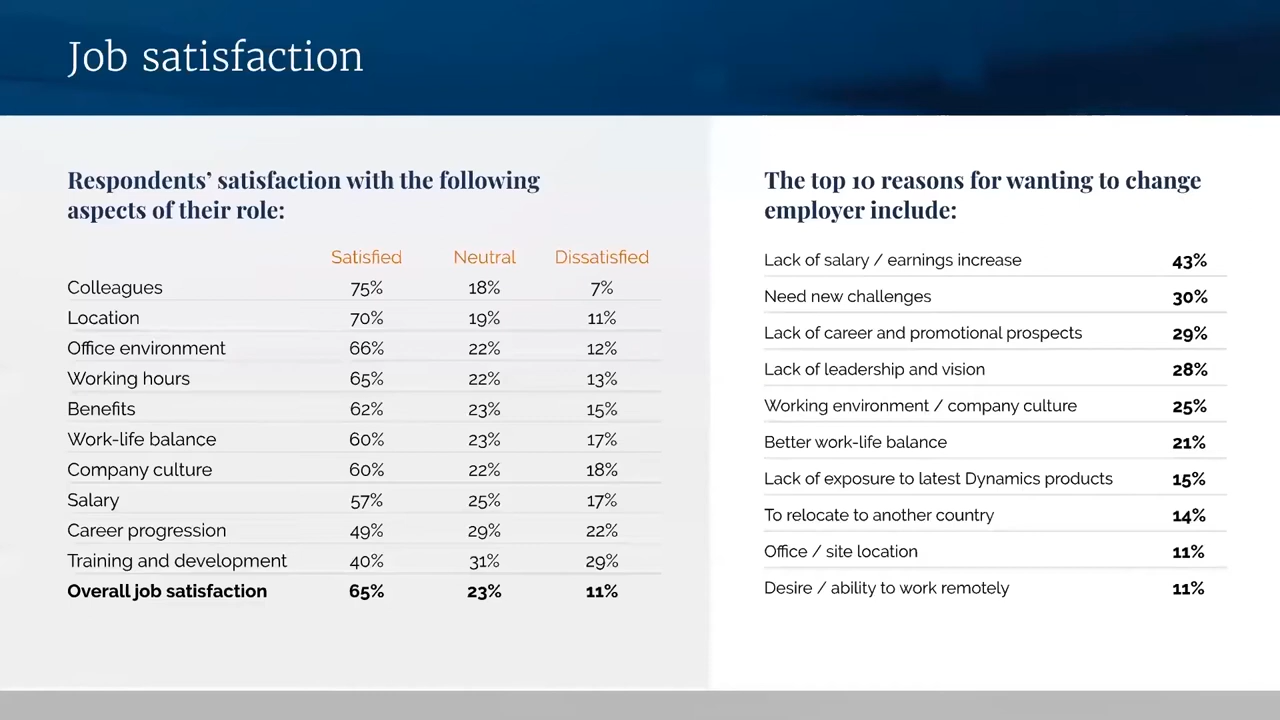 Job satisfaction
Respondents’ satisfaction with the following
aspects of their role:
Satisfied Neutral Dissatisfied
Colleagues 75% 18% 7%
Location 70% 19% 11%
Office environment 66% 22% 12%
Working hours 65% 22% 13%
Benefits 62% 23% 15%
Work-life balance 60% 23% 17%
Company culture 60% 22% 18%
Salary 57% 25% 17%
Career progression 49% 29% 22%
Training and development 40% 31% 29%
Overall job satisfaction 65% 23% 11%
The top 10 reasons for wanting to change
employer include:
Lack of salary / earnings increase 43%
Need new challenges 30%
Lack of career and promotional prospects 29%
Lack of leadership and vision 28%
Working environment / company culture 25%
Better work-life balance 21%
Lack of exposure to latest Dynamics products 15%
To relocate to another country 14%
Office / site location 11%
Desire / ability to work remotely 11%